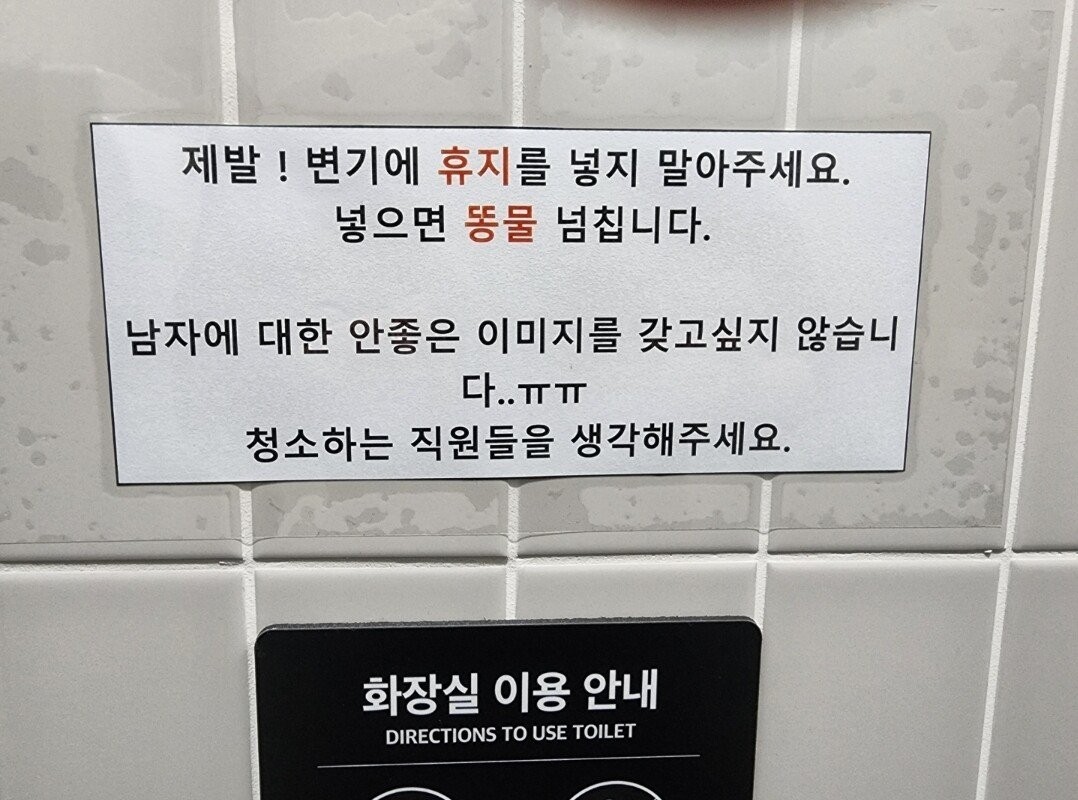 제발 ! 변기에 휴지를 넣지 말아주세요.
넣으면 똥물 넘칩니다.
남자에 대한 안좋은 이미지를 갖고싶지 않습니
다..ㅠㅠ
청소하는 직원들을 생각해주세요.
화장실 이용 안내
DIRECTIONS TO USE TOILET